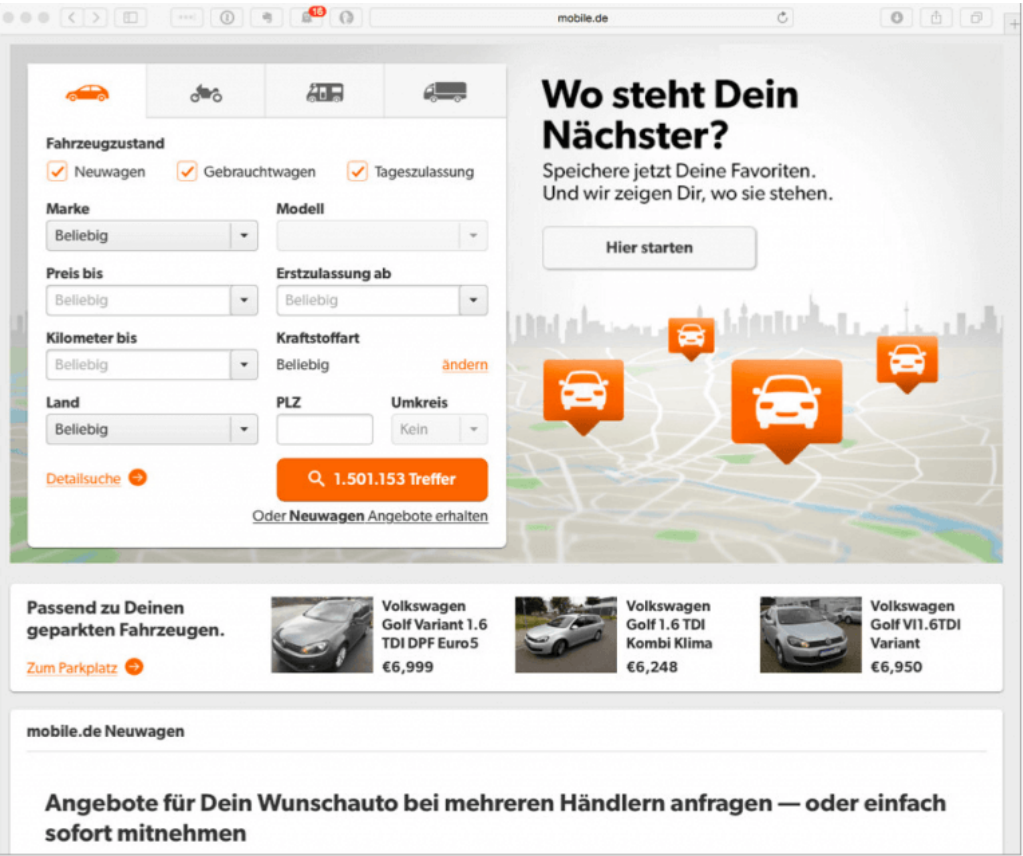 16
mobile.de
Fahrzeugzustand
Neuwagen Gebrauchtwagen Tageszulassung
Marke Modell
Beliebig
Preis bis Erstzulassung ab
Beliebig Beliebig
Kilometer bis Kraftstoffart
Beliebig Beliebig ändern
Land PLZ Umkreis
Beliebig Kein
Detailsuche 1.501.153 Treffer
Oder Neuwagen Angebote erhalten
Wo steht Dein
Nächster?
Speichere jetzt Deine Favoriten.
Und wir zeigen Dir, wo sie stehen.
Hier starten
Passend zu Deinen
geparkten Fahrzeugen.
Zum Parkplatz
Volkswagen
Golf Variant 1.6
TDI DPF Euro5
€6,999
Volkswagen
Golf 1.6 TDI
Kombi Klima
€6,248
Volkswagen
Golf VI1.6TDI
Variant
€6,950
mobile.de Neuwagen
Angebote für Dein Wunschauto bei mehreren Händlern anfragen — oder einfach
sofort mitnehmen